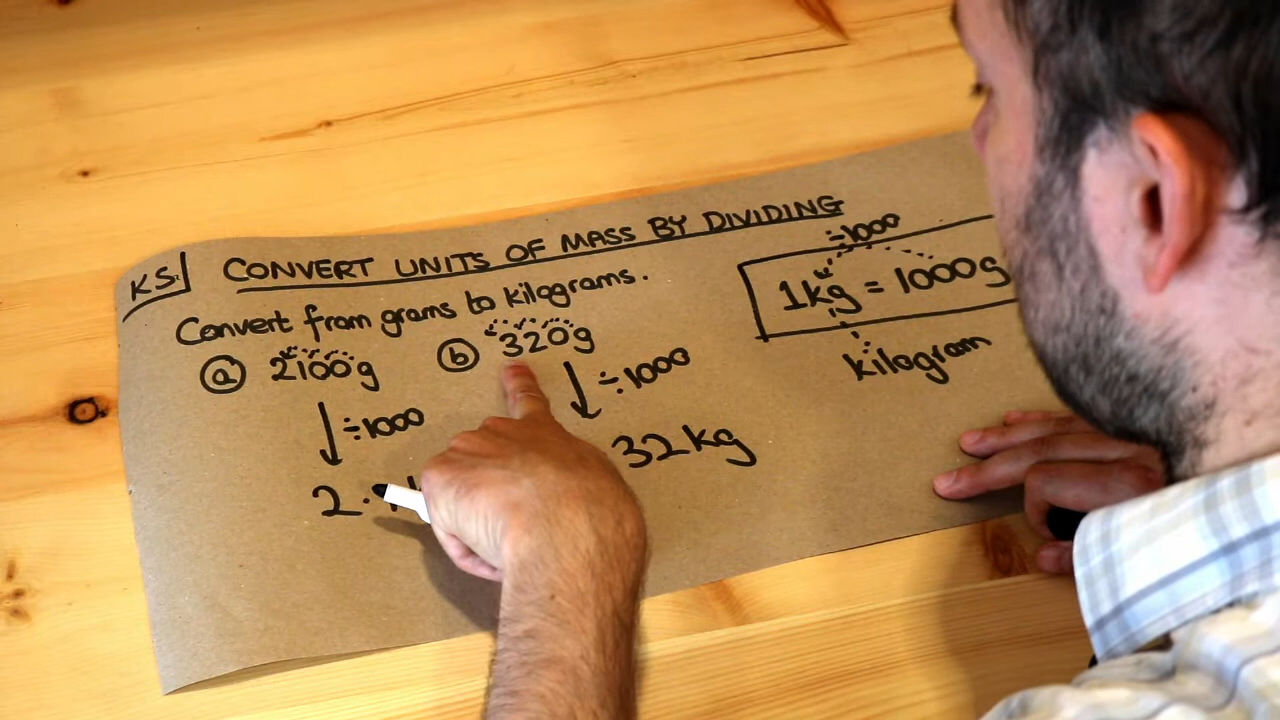 KS1
CONVERT UNITS OF MASS BY DIVIDING
Convert from grams to kilograms.
a 2100g
÷1000
2.
b 320g
÷1000
32kg
÷1000
1kg = 1000g
kilogram